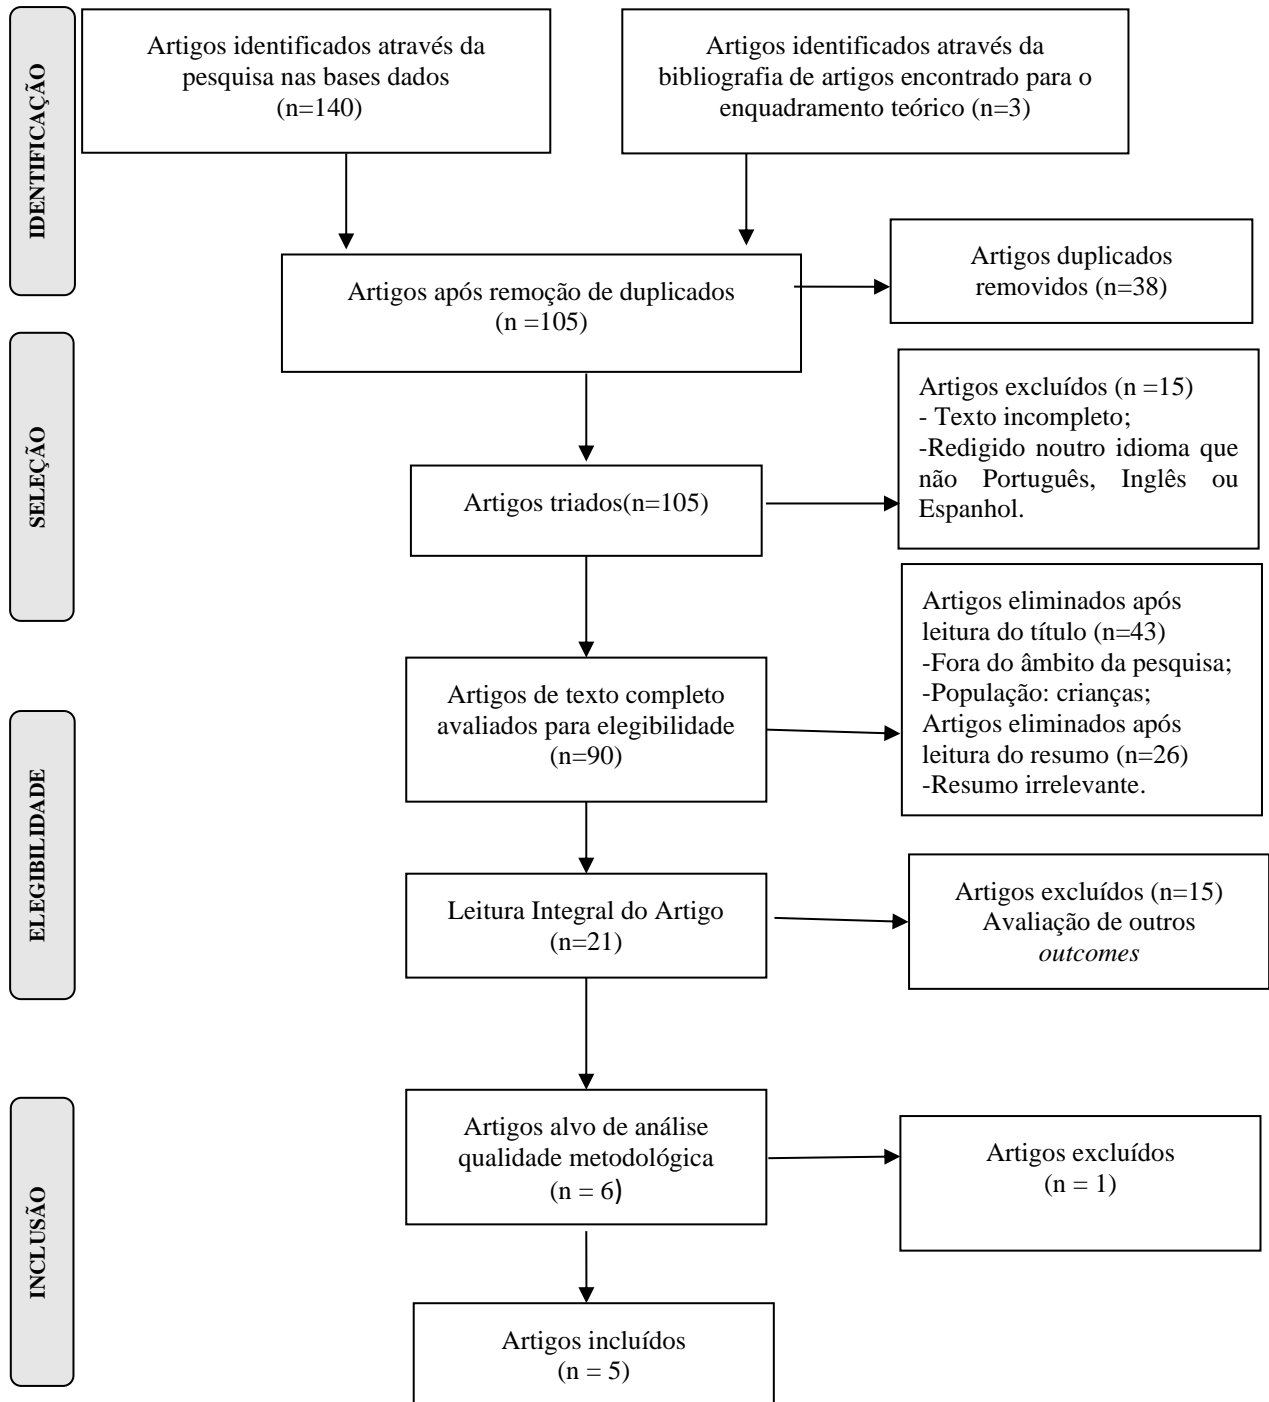 IDENTIFICAÇÃO
Artigos identificados através da
pesquisa nas bases dados
(n=140)
Artigos identificados através da
bibliografia de artigos encontrado para o
enquadramento teórico (n=3)
Artigos após remoção de duplicados
(n =105)
Artigos duplicados
removidos (n=38)
SELEÇÃO
Artigos triados(n=105)
Artigos excluídos (n =15)
- Texto incompleto;
-Redigido noutro idioma que
não Português, Inglês ou
Espanhol.
Artigos de texto completo
avaliados para elegibilidade
(n=90)
Artigos eliminados após
leitura do título (n=43)
-Fora do âmbito da pesquisa;
-População: crianças;
Artigos eliminados após
leitura do resumo (n=26)
-Resumo irrelevante.
ELEGIBILIDADE
Leitura Integral do Artigo
(n=21)
Artigos excluídos (n=15)
Avaliação de outros
outcomes
INCLUSÃO
Artigos alvo de análise
qualidade metodológica
(n = 6)
Artigos excluídos
(n = 1)
Artigos incluídos
(n = 5)